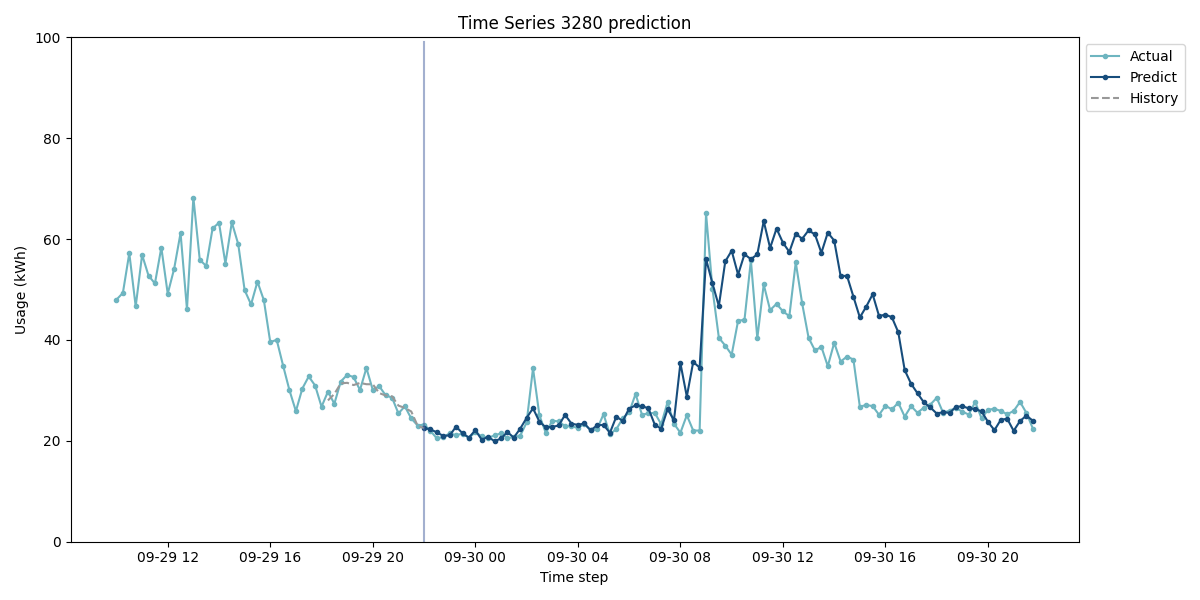 Time Series 3280 prediction
100
80
60
40
20
0
Usage (kWh)
09-29 12
09-29 16
09-29 20
09-30 00
09-30 04
09-30 08
09-30 12
09-30 16
09-30 20
Time step
Actual
Predict
History